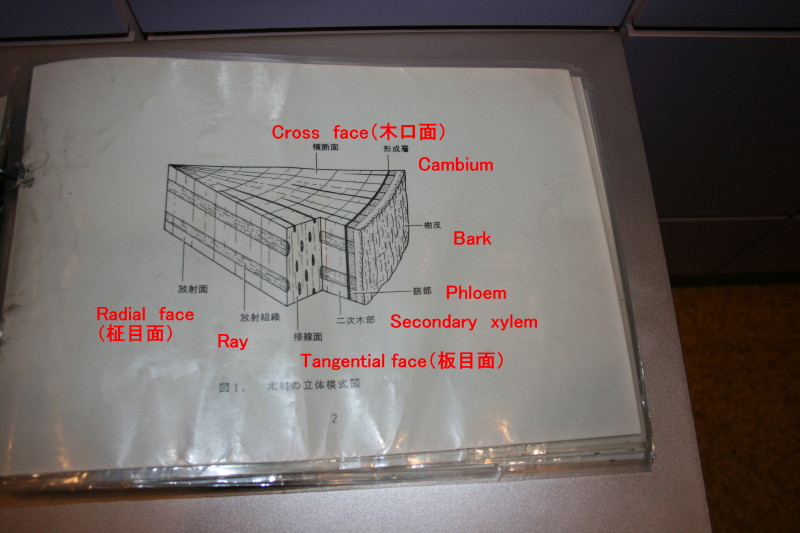 Cross face(木口面)
横断面
形成層
Cambium
樹皮
Bark
放射面
師部
Phloem
Radial face
(柾目面)
放射組織
Ray
二次木部
Secondary xylem
接線面
Tangential face(板目面)
図1. 木材の立体模式図
2